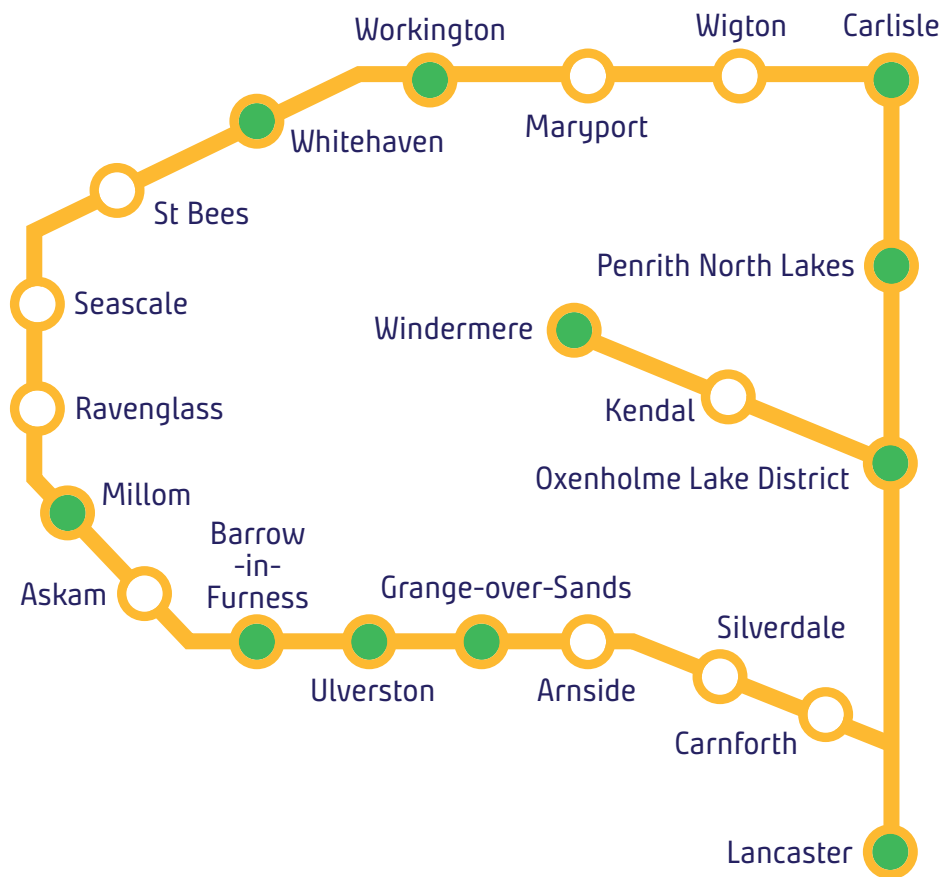 Workington
Wigton
Carlisle
Maryport
Whitehaven
St Bees
Penrith North Lakes
Seascale
Windermere
Ravenglass
Kendal
Oxenholme Lake District
Millom
Barrow
-in-
Furness
Askam
Grange-over-Sands
Silverdale
Ulverston
Arnside
Carnforth
Lancaster